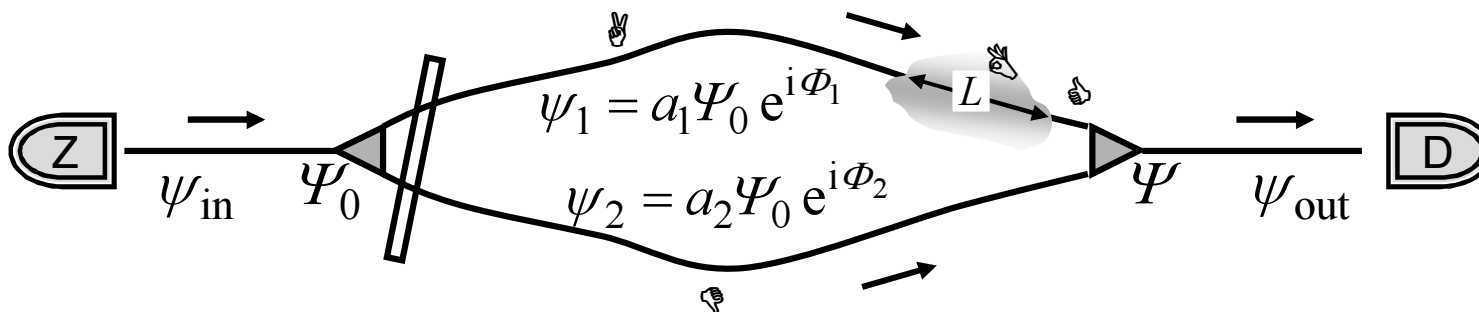 ψ₁ = a₁Ψ₀ e^{iΦ₁}
L
Z
ψ_in
Ψ₀
ψ₂ = a₂Ψ₀ e^{iΦ₂}
Ψ
ψ_out
D